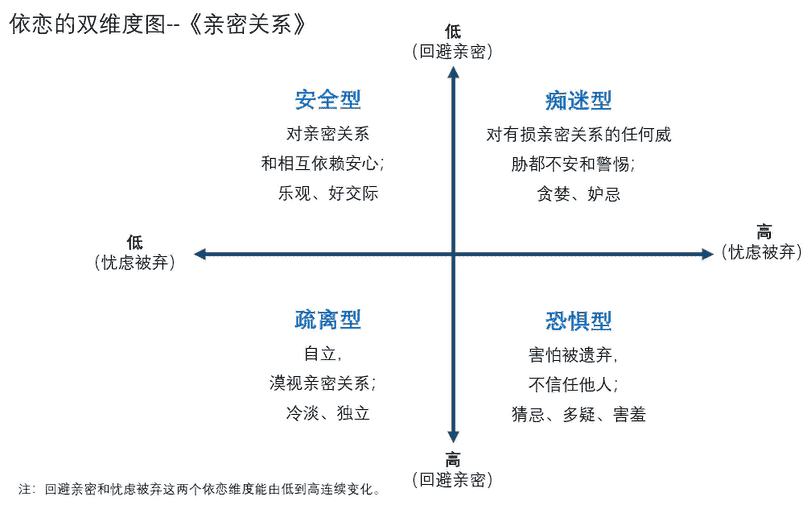 依恋的双维度图--《亲密关系》
低
（回避亲密）
安全型
对亲密关系
和相互依赖安心；
乐观、好交际
痴迷型
对有损亲密关系的任何威
胁都不安和警惕；
贪婪、妒忌
低
（忧虑被弃）
高
（忧虑被弃）
疏离型
自立，
漠视亲密关系；
冷淡、独立
恐惧型
害怕被遗弃，
不信任他人；
猜忌、多疑、害羞
高
（回避亲密）
注：回避亲密和忧虑被弃这两个依恋维度能由低到高连续变化。